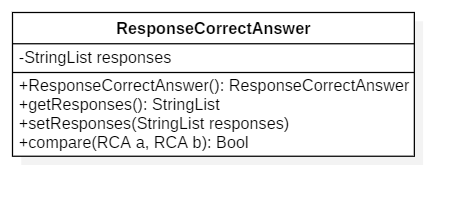 ResponseCorrectAnswer
-StringList responses
+ResponseCorrectAnswer(): ResponseCorrectAnswer
+getResponses(): StringList
+setResponses(StringList responses)
+compare(RCA a, RCA b): Bool